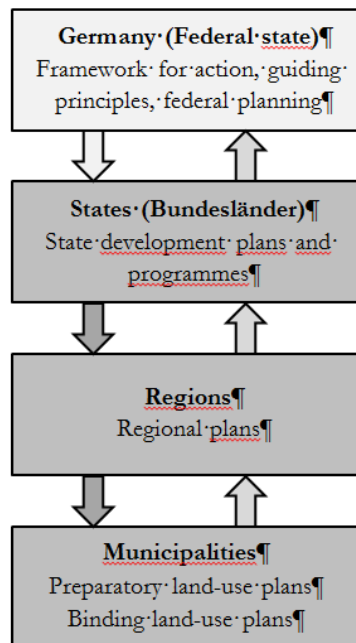 Germany·(Federal·state)¶
Framework·for·action,·guiding·
principles,·federal·planning¶
States·(Bundesländer)¶
State·development·plans·and·
programmes¶
Regions¶
Regional·plans¶
Municipalities¶
Preparatory·land-use·plans¶
Binding·land-use·plans¶